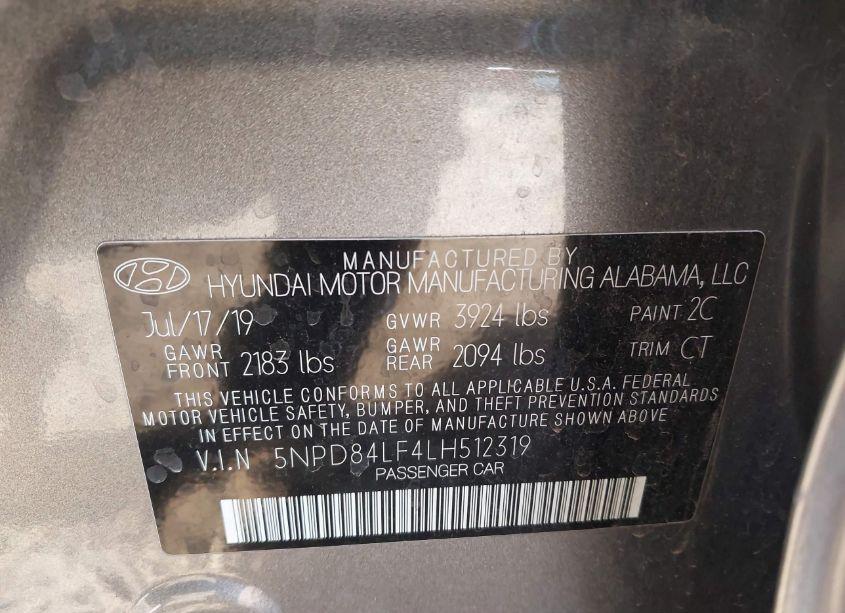 MANUFACTURED BY
HYUNDAI MOTOR MANUFACTURING ALABAMA, LLC
Jul/17/19 GVWR 3924 lbs PAINT 2C
GAWR FRONT 2183 lbs GAWR REAR 2094 lbs TRIM CT
THIS VEHICLE CONFORMS TO ALL APPLICABLE U.S.A. FEDERAL
MOTOR VEHICLE SAFETY, BUMPER, AND THEFT PREVENTION STANDARDS
IN EFFECT ON THE DATE OF MANUFACTURE SHOWN ABOVE
V.I.N 5NPD84LF4LH512319
PASSENGER CAR